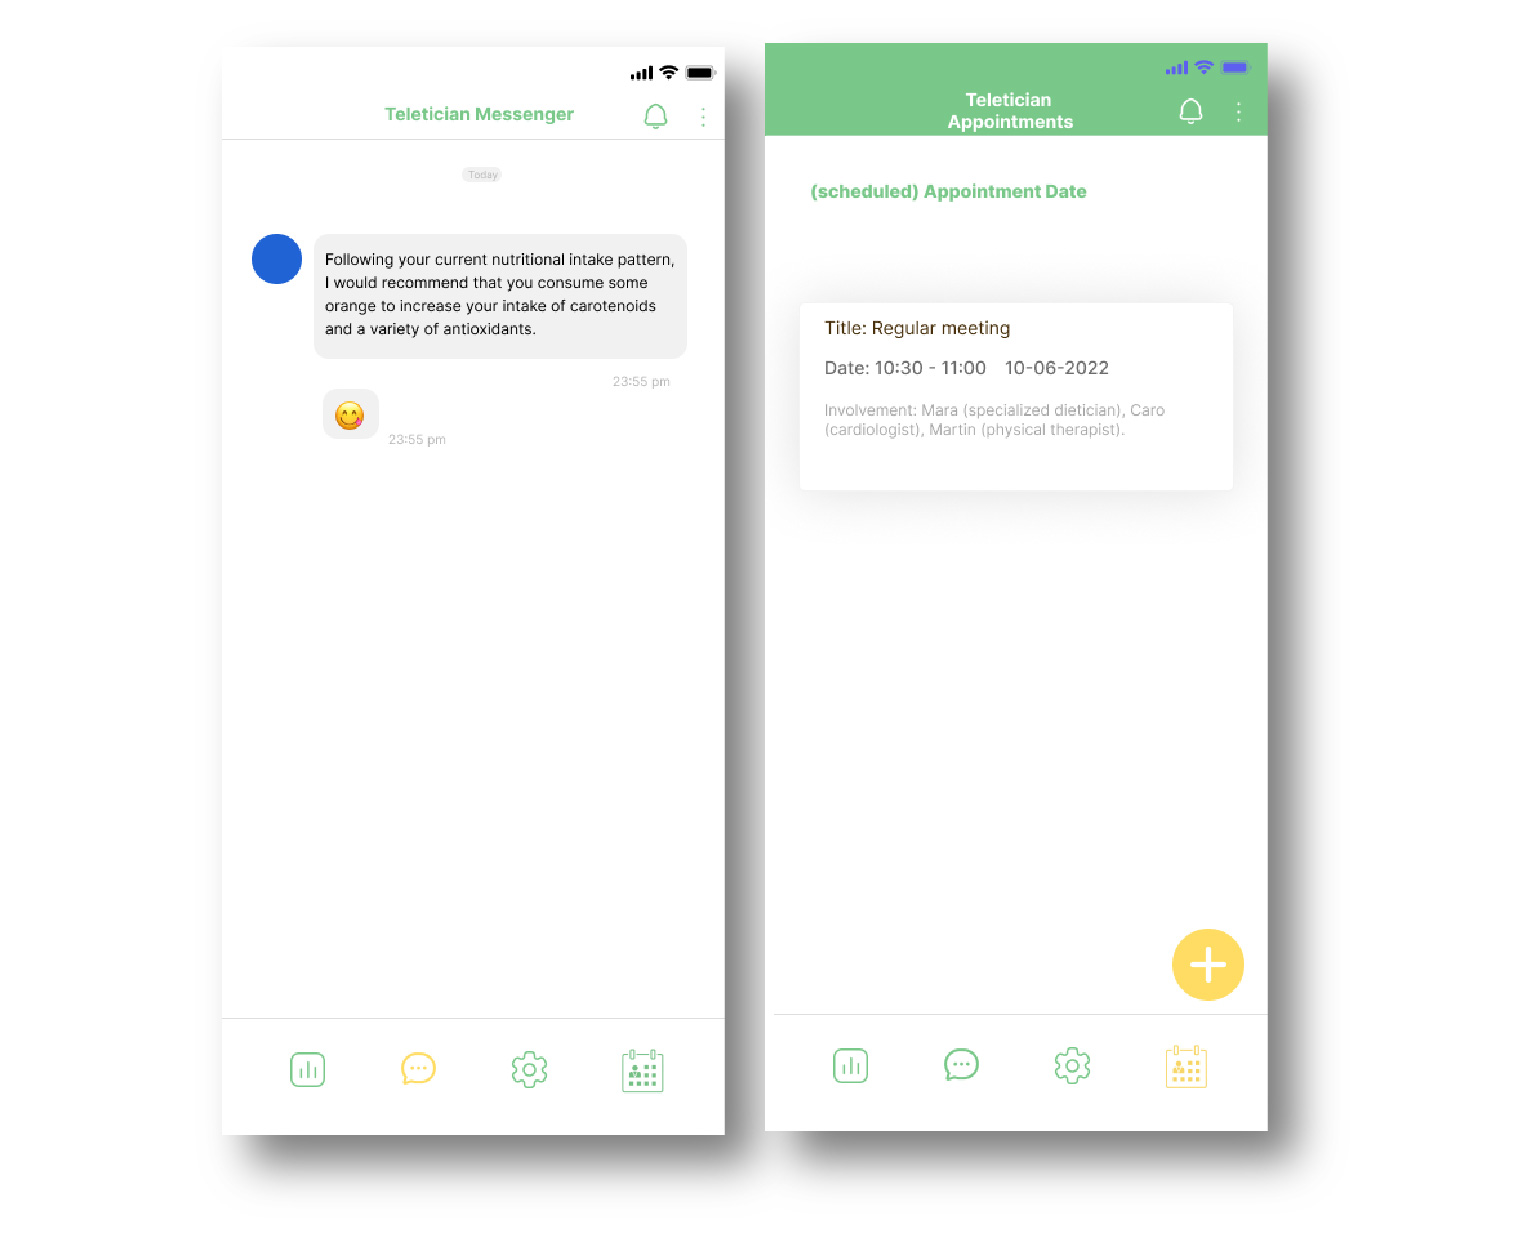 Teletician Messenger
Today
Following your current nutritional intake pattern,
I would recommend that you consume some
orange to increase your intake of carotenoids
and a variety of antioxidants.
23:55 pm
23:55 pm
Teletician
Appointments
(scheduled) Appointment Date
Title: Regular meeting
Date: 10:30 - 11:00 10-06-2022
Involvement: Mara (specialized dietician), Caro
(cardiologist), Martin (physical therapist).